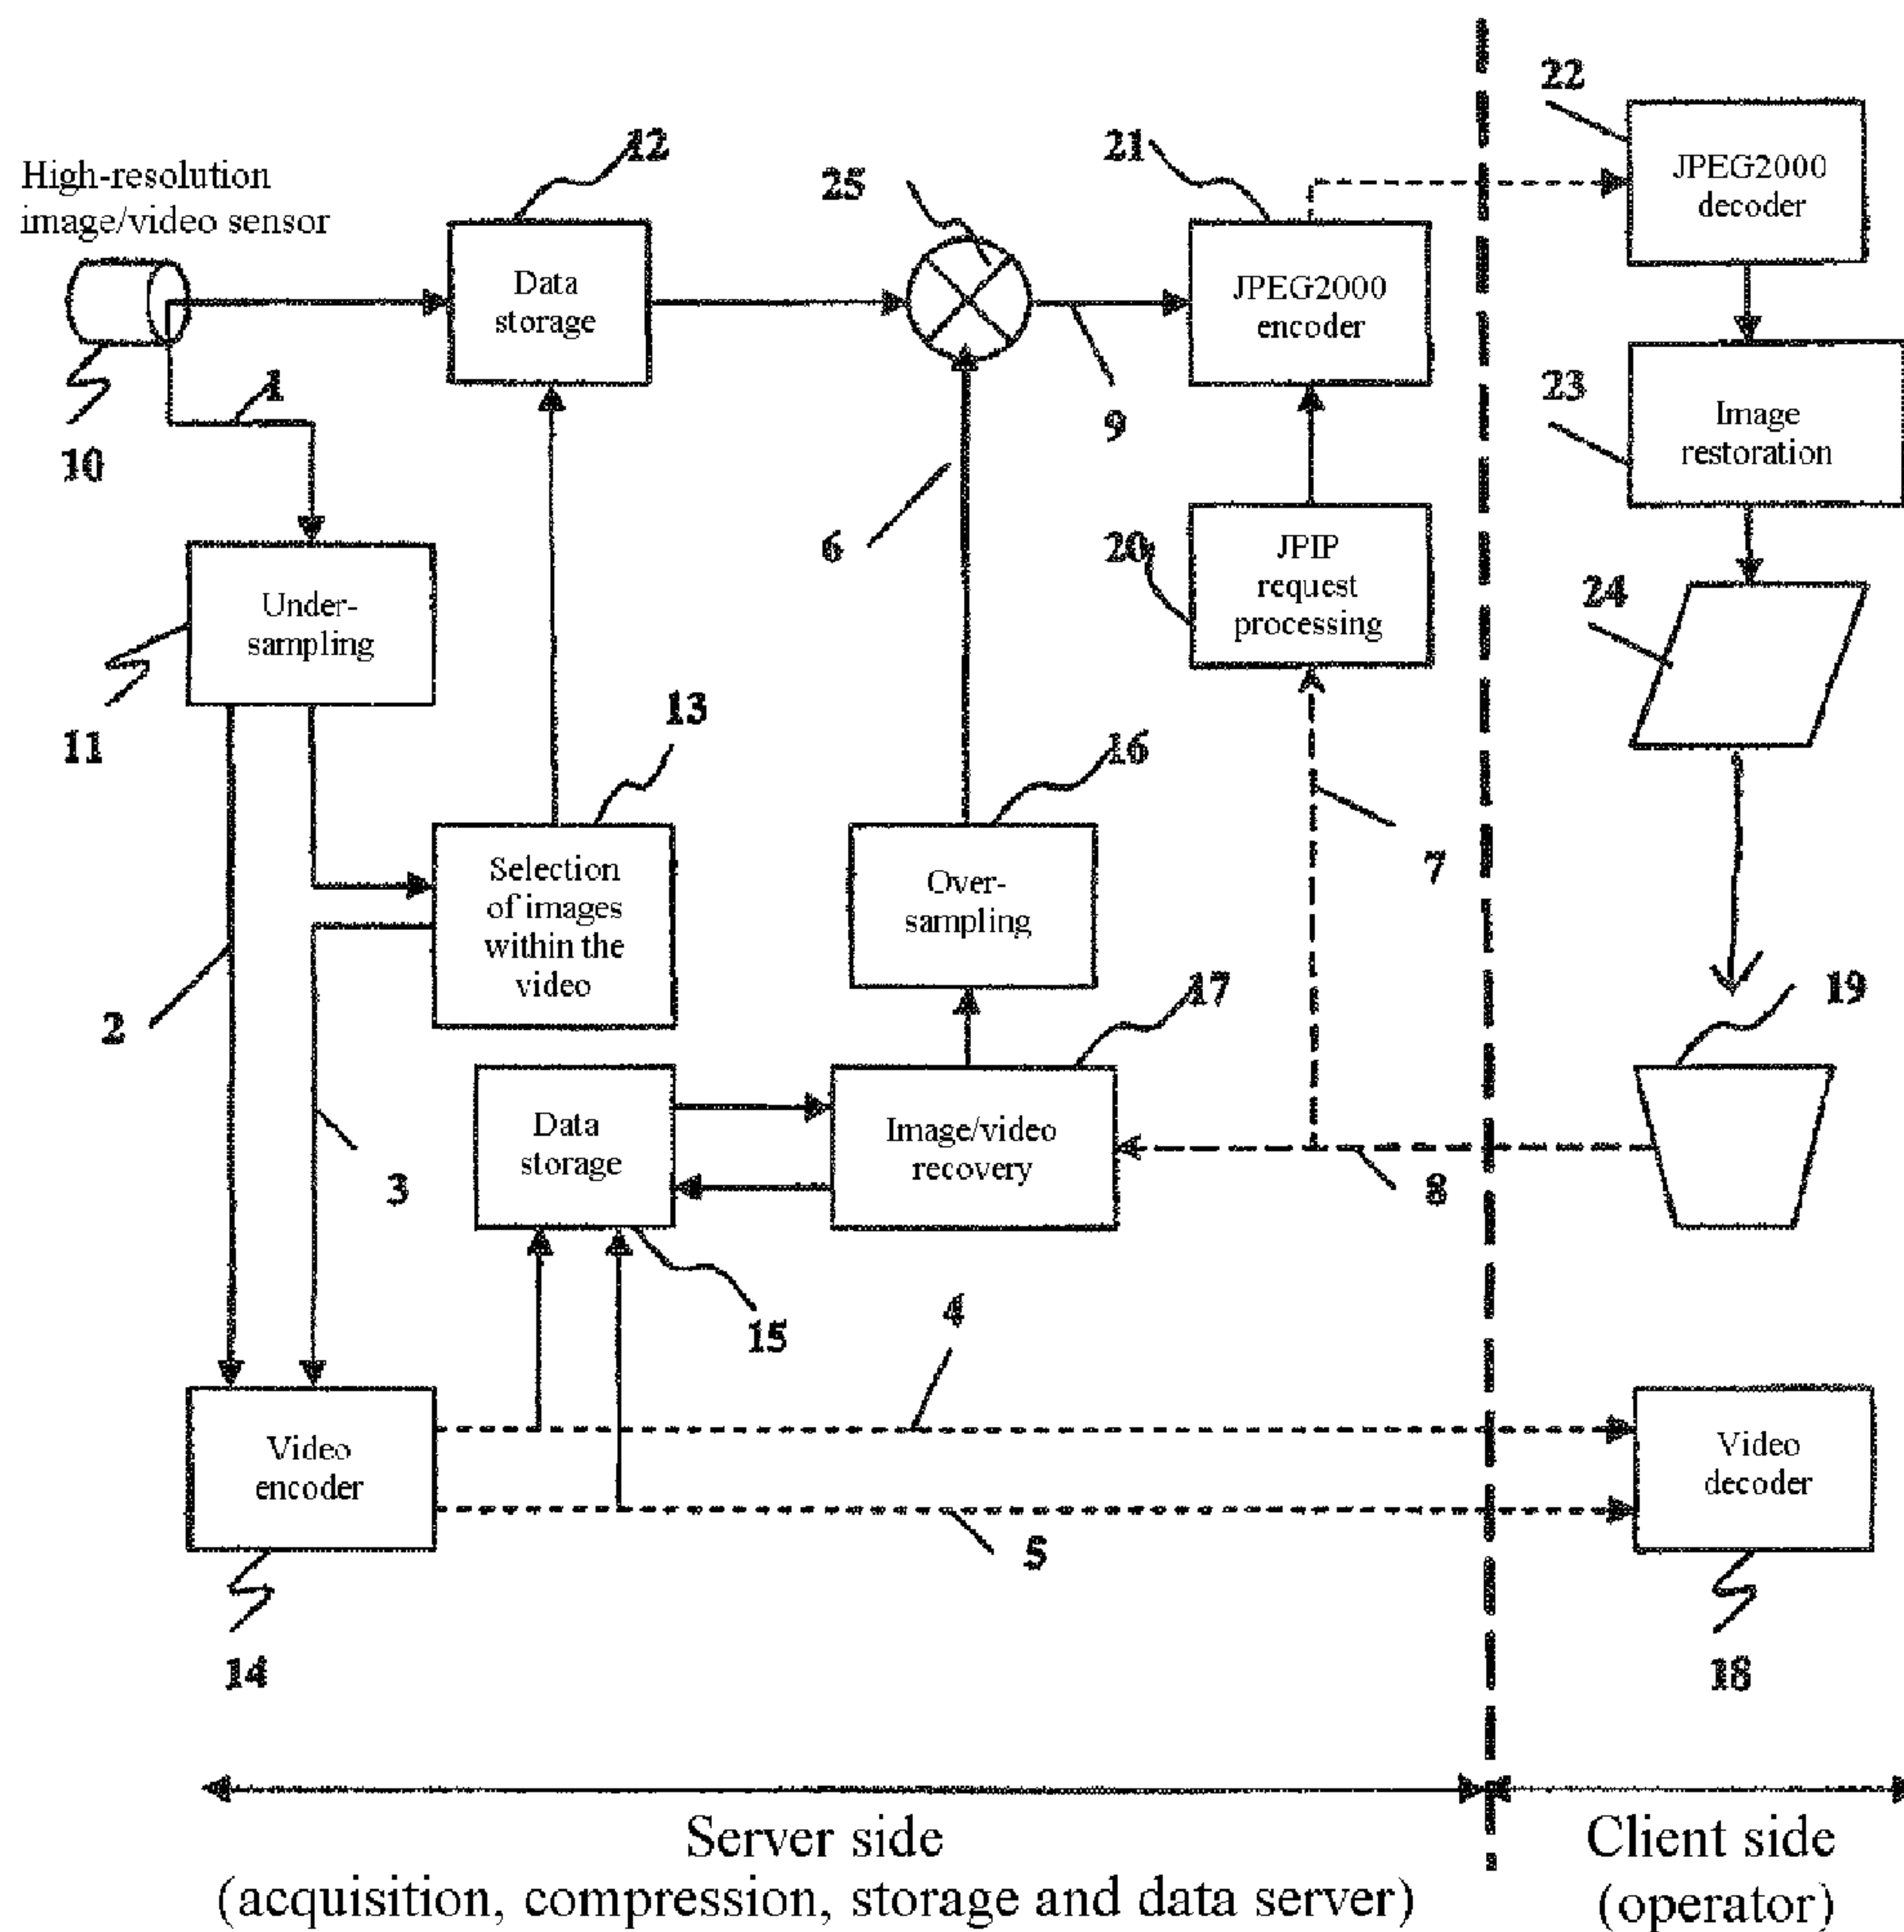 High-resolution
image/video sensor
10
1
12
Data
storage
25
21
JPEG2000
encoder
22
JPEG2000
decoder
9
23
Image
restoration
6
20
JPIP
request
processing
24
Under-
sampling
11
13
Selection
of images
within the
video
16
Over-
sampling
7
2
17
19
Data
storage
Image/video
recovery
3
8
15
4
Video
encoder
Video
decoder
5
14
18
Server side
(acquisition, compression, storage and data server)
Client side
(operator)